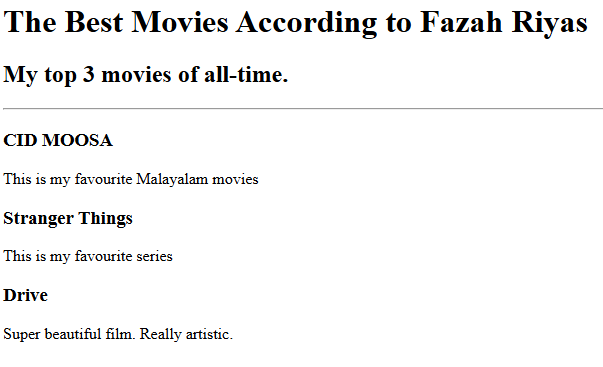 The Best Movies According to Fazah Riyas
My top 3 movies of all-time.
CID MOOSA
This is my favourite Malayalam movies
Stranger Things
This is my favourite series
Drive
Super beautiful film. Really artistic.